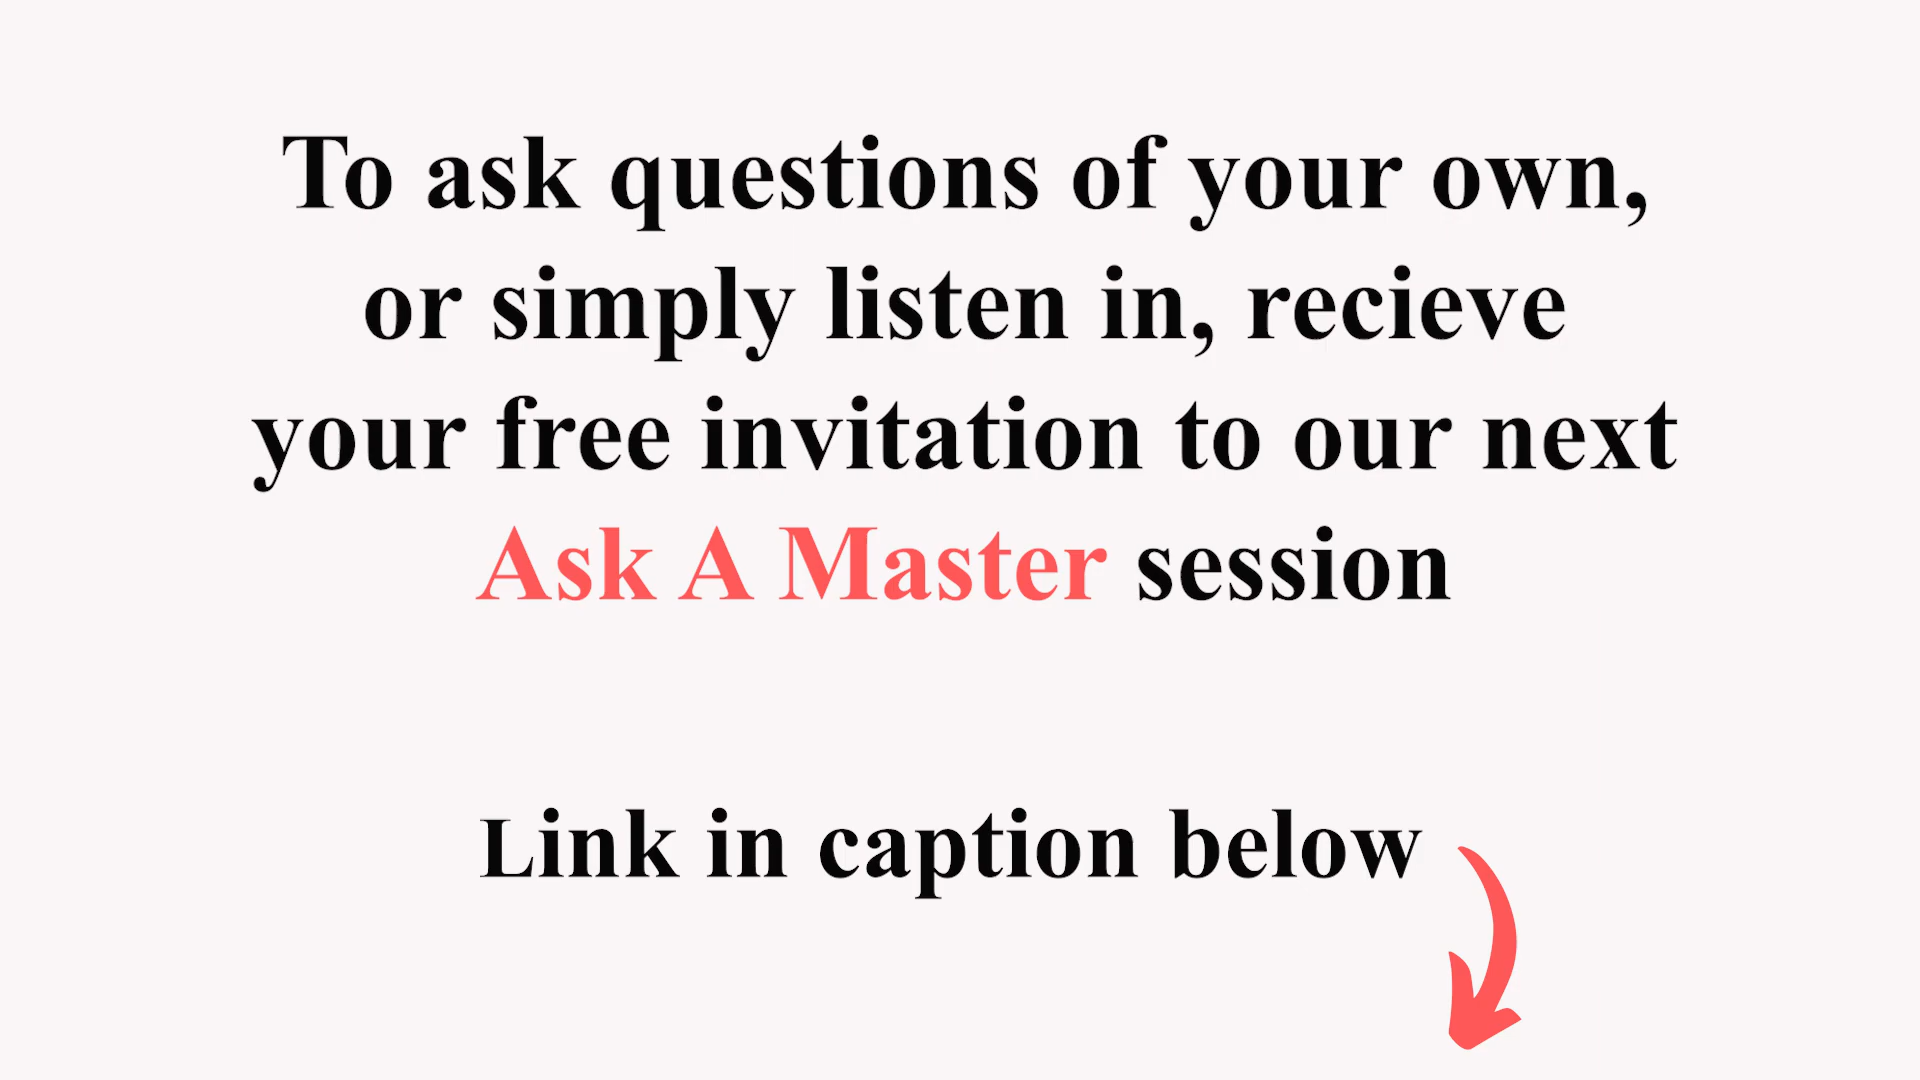 To ask questions of your own,
or simply listen in, recieve
your free invitation to our next
Ask A Master session
Link in caption below